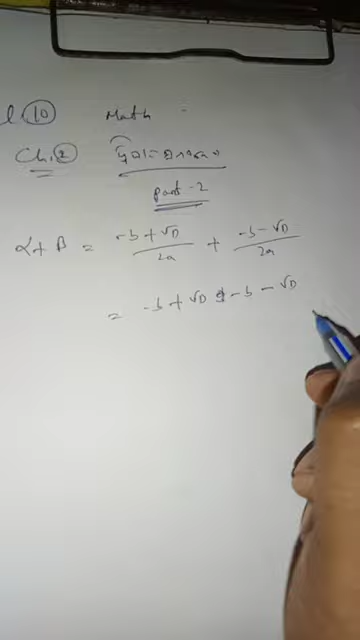 l. 10 Math :
Ch. 2
part-2
α+β = -b+√D/2a + -b-√D/2a
= -b+√D -b-√D